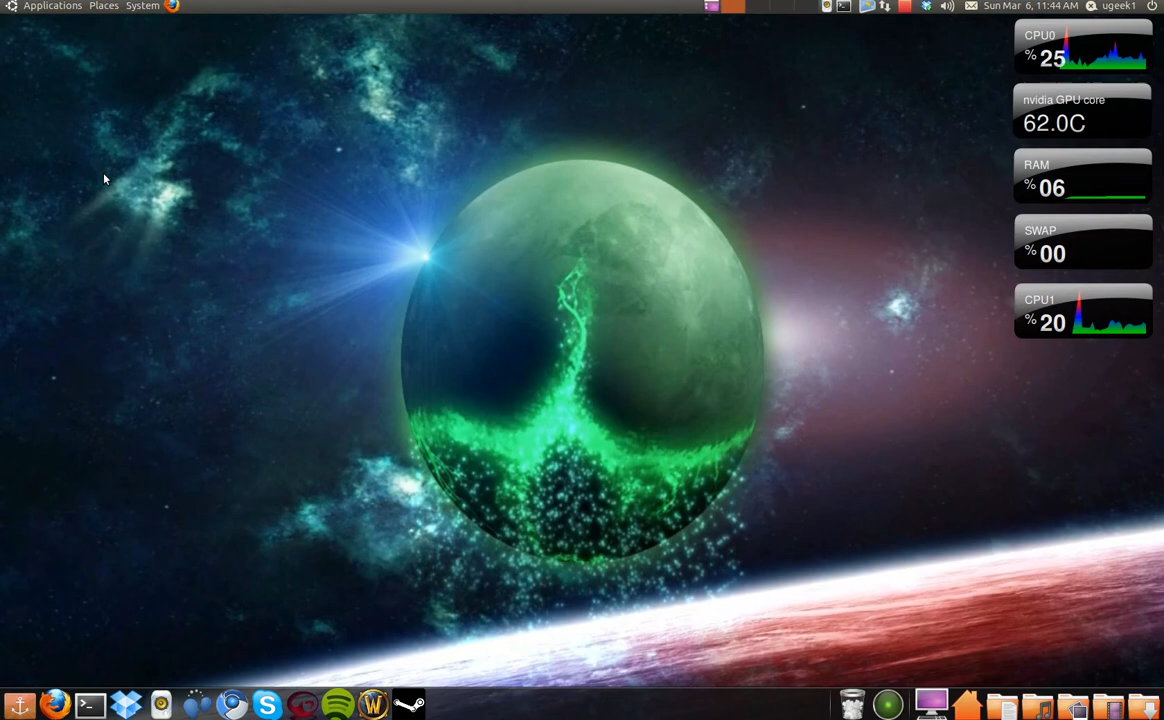 Applications Places System
Sun Mar 6, 11:44 AM ugeek1
CPU0
% 25
nvidia GPU core
62.0C
RAM
% 06
SWAP
% 00
CPU1
% 20